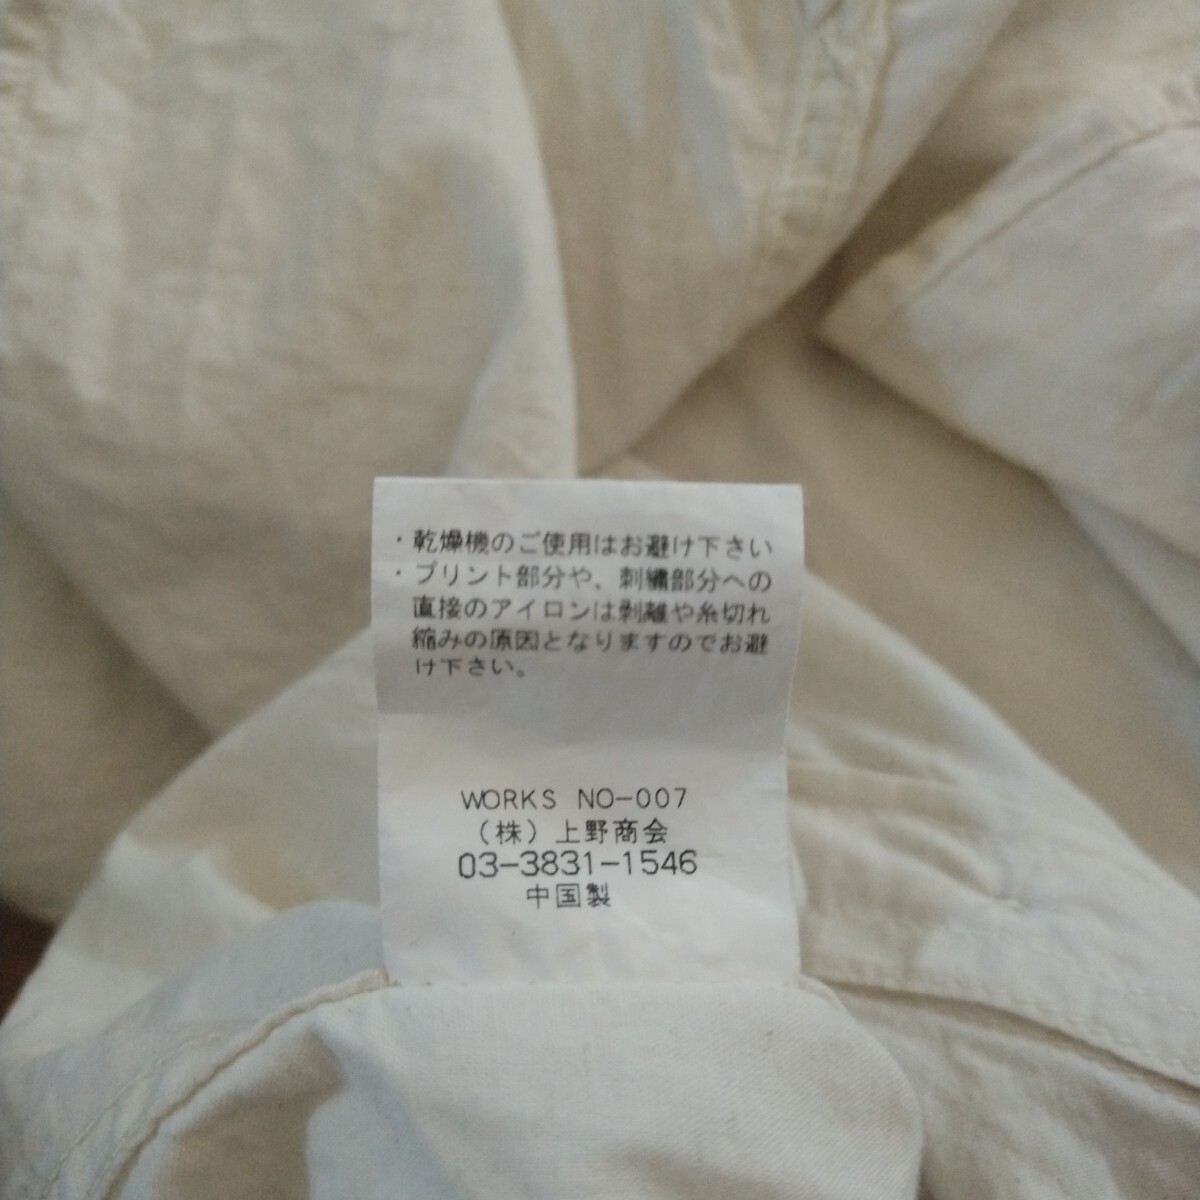 ・乾燥機のご使用はお避け下さい
・プリント部分や、刺繍部分への
直接のアイロンは剥離や糸切れ
縮みの原因となりますのでお避
け下さい。
WORKS NO-007
（株）上野商会
03-3831-1546
中国製